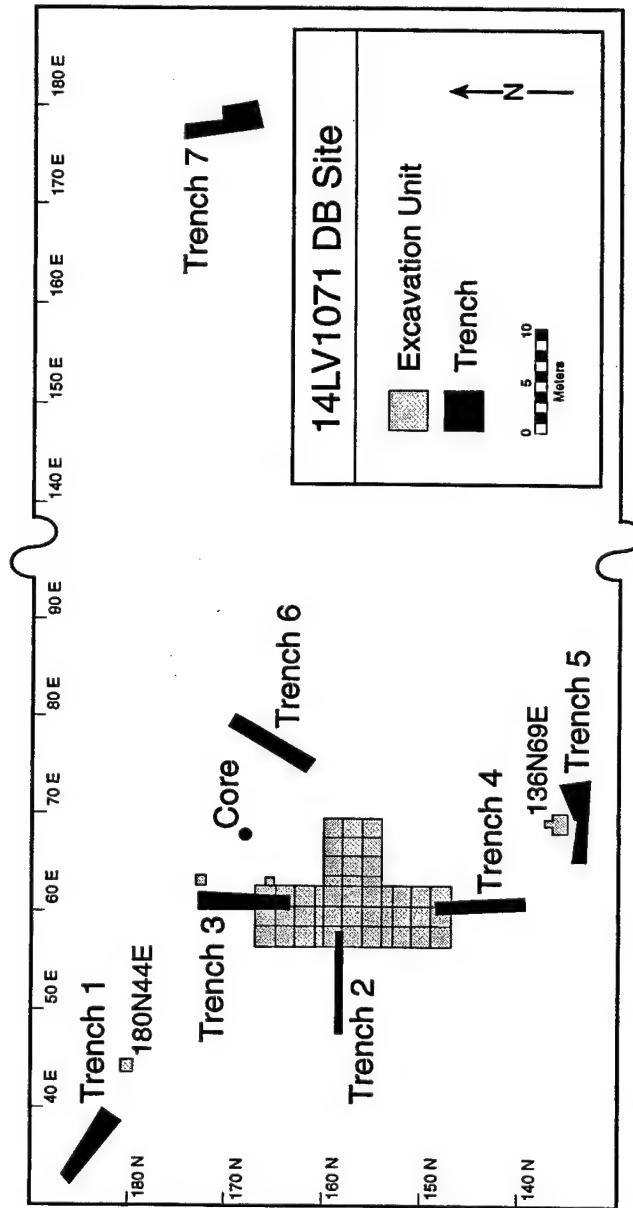 40 E
50 E
60 E
70 E
80 E
90 E
140 E
150 E
160 E
170 E
180 E
180 N
170 N
160 N
150 N
140 N
Trench 1
180N44E
Trench 3
Core
Trench 6
Trench 2
Trench 4
136N69E
Trench 5
Trench 7
14LV1071 DB Site
Excavation Unit
Trench
0 5 10
Meters
N